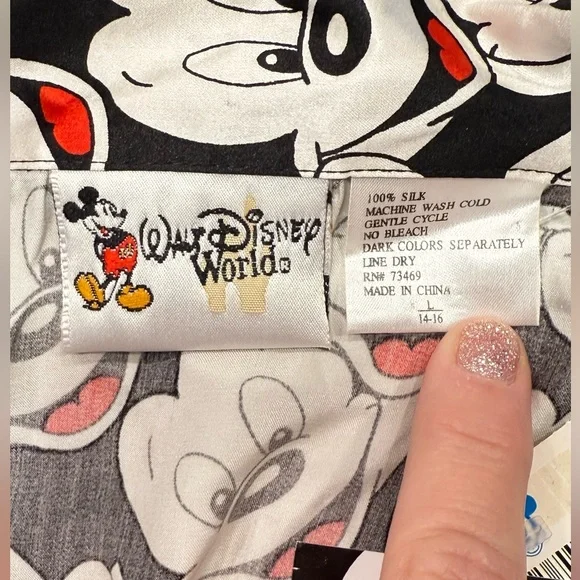 Walt Disney
World®
100% SILK
MACHINE WASH COLD
GENTLE CYCLE
NO BLEACH
DARK COLORS SEPARATELY
LINE DRY
RN# 73469
MADE IN CHINA
L
14-16